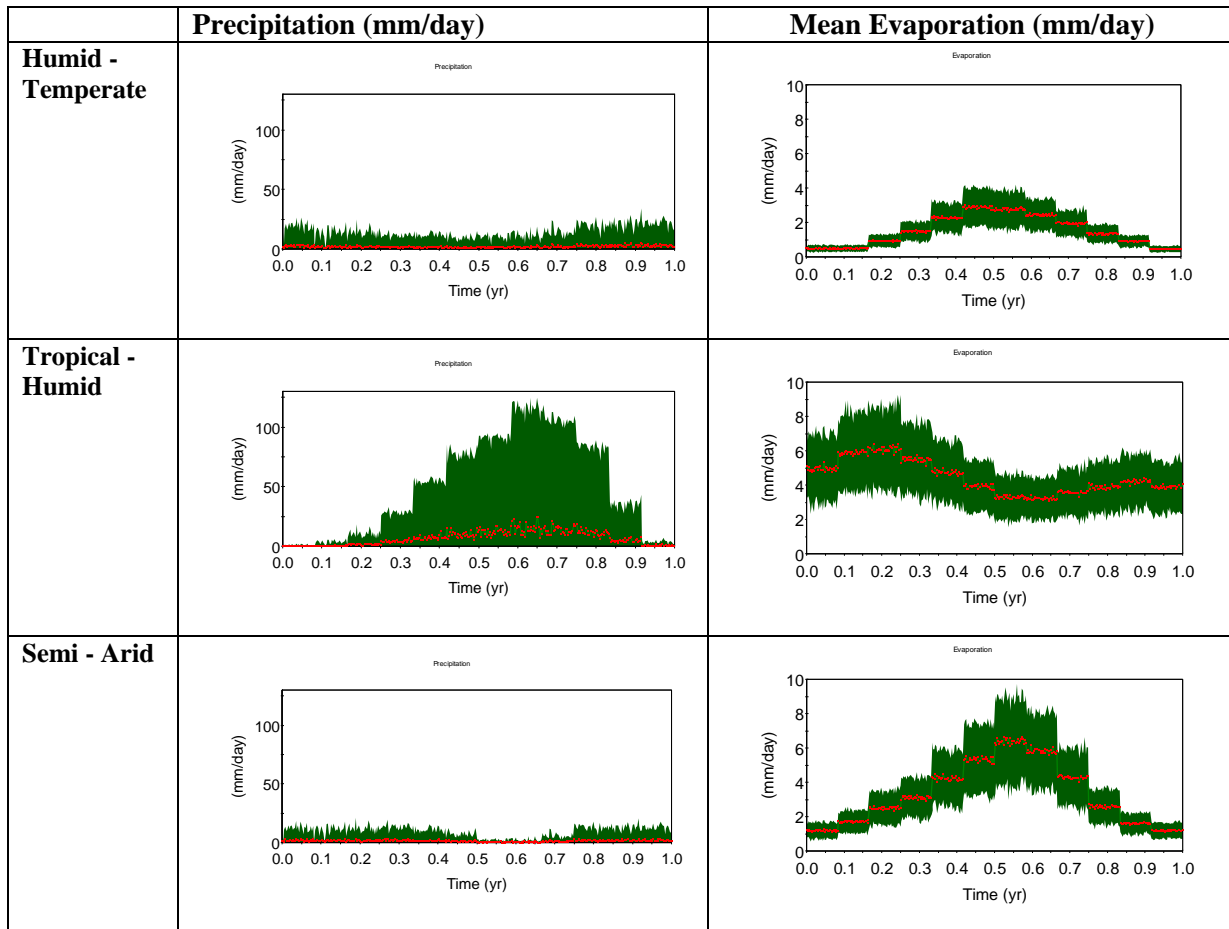 Precipitation (mm/day)
Mean Evaporation (mm/day)
Humid -
Temperate
Precipitation
100
50
0
(mm/day)
0.0 0.1 0.2 0.3 0.4 0.5 0.6 0.7 0.8 0.9 1.0
Time (yr)
Evaporation
10
8
6
4
2
0
(mm/day)
0.0 0.1 0.2 0.3 0.4 0.5 0.6 0.7 0.8 0.9 1.0
Time (yr)
Tropical -
Humid
Precipitation
100
50
0
(mm/day)
0.0 0.1 0.2 0.3 0.4 0.5 0.6 0.7 0.8 0.9 1.0
Time (yr)
Evaporation
10
8
6
4
2
0
(mm/day)
0.0 0.1 0.2 0.3 0.4 0.5 0.6 0.7 0.8 0.9 1.0
Time (yr)
Semi - Arid
Precipitation
100
50
0
(mm/day)
0.0 0.1 0.2 0.3 0.4 0.5 0.6 0.7 0.8 0.9 1.0
Time (yr)
Evaporation
10
8
6
4
2
0
(mm/day)
0.0 0.1 0.2 0.3 0.4 0.5 0.6 0.7 0.8 0.9 1.0
Time (yr)